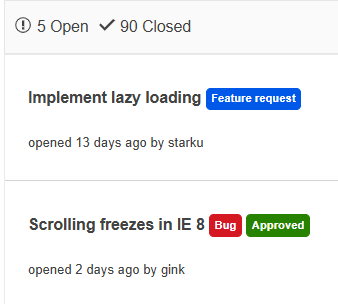 5 Open 90 Closed
Implement lazy loading Feature request
opened 13 days ago by starku
Scrolling freezes in IE 8 Bug Approved
opened 2 days ago by gink